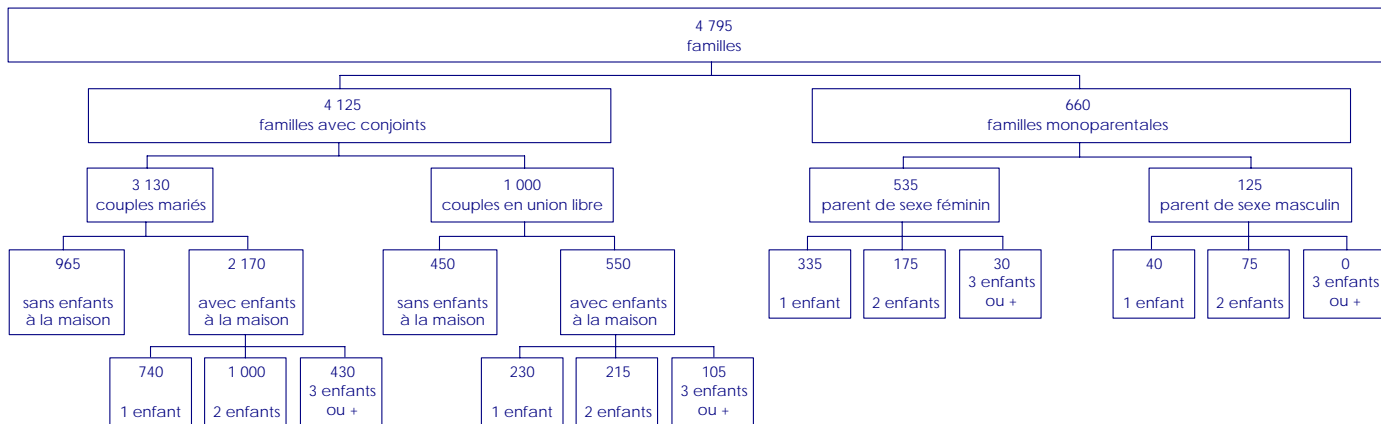 4 795
familles
4 125
familles avec conjoints
660
familles monoparentales
3 130
couples mariés
1 000
couples en union libre
535
parent de sexe féminin
125
parent de sexe masculin
965
sans enfants
à la maison
2 170
avec enfants
à la maison
450
sans enfants
à la maison
550
avec enfants
à la maison
335
1 enfant
175
2 enfants
30
3 enfants
ou +
40
1 enfant
75
2 enfants
0
3 enfants
ou +
740
1 enfant
1 000
2 enfants
430
3 enfants
ou +
230
1 enfant
215
2 enfants
105
3 enfants
ou +